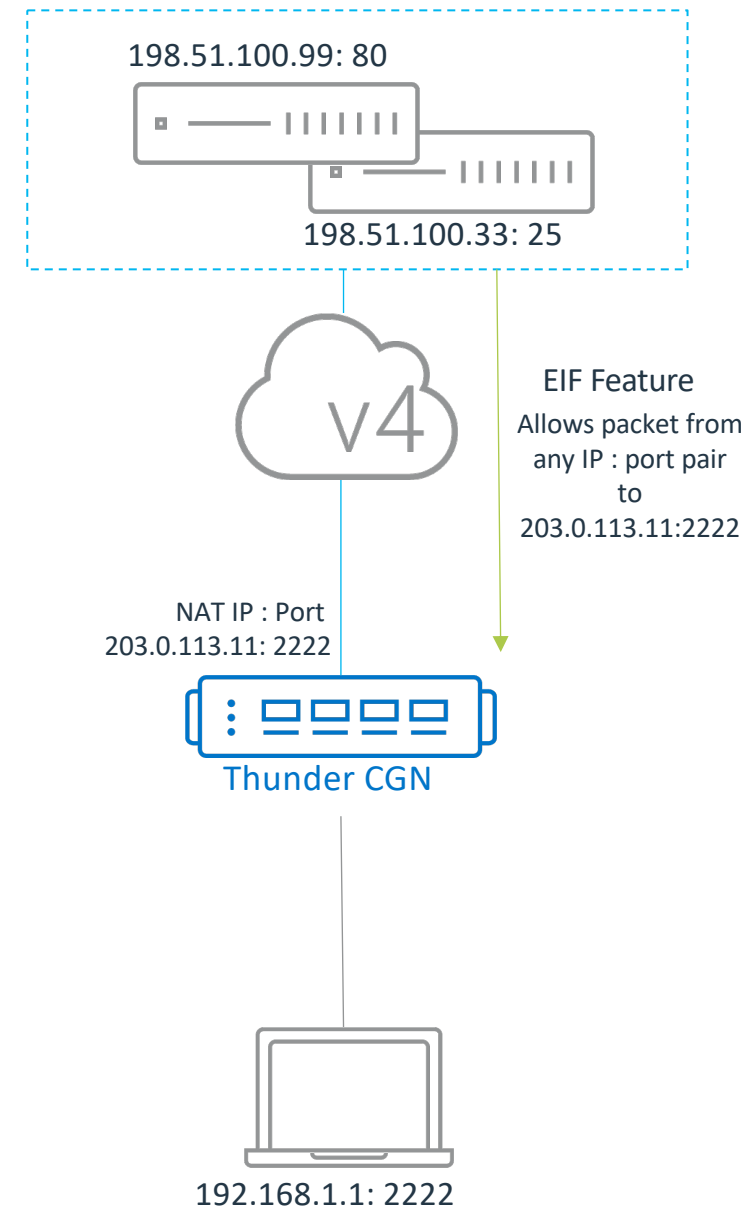 198.51.100.99: 80
198.51.100.33: 25
v4
EIF Feature
Allows packet from
any IP : port pair
to
203.0.113.11:2222
NAT IP : Port
203.0.113.11: 2222
Thunder CGN
192.168.1.1: 2222